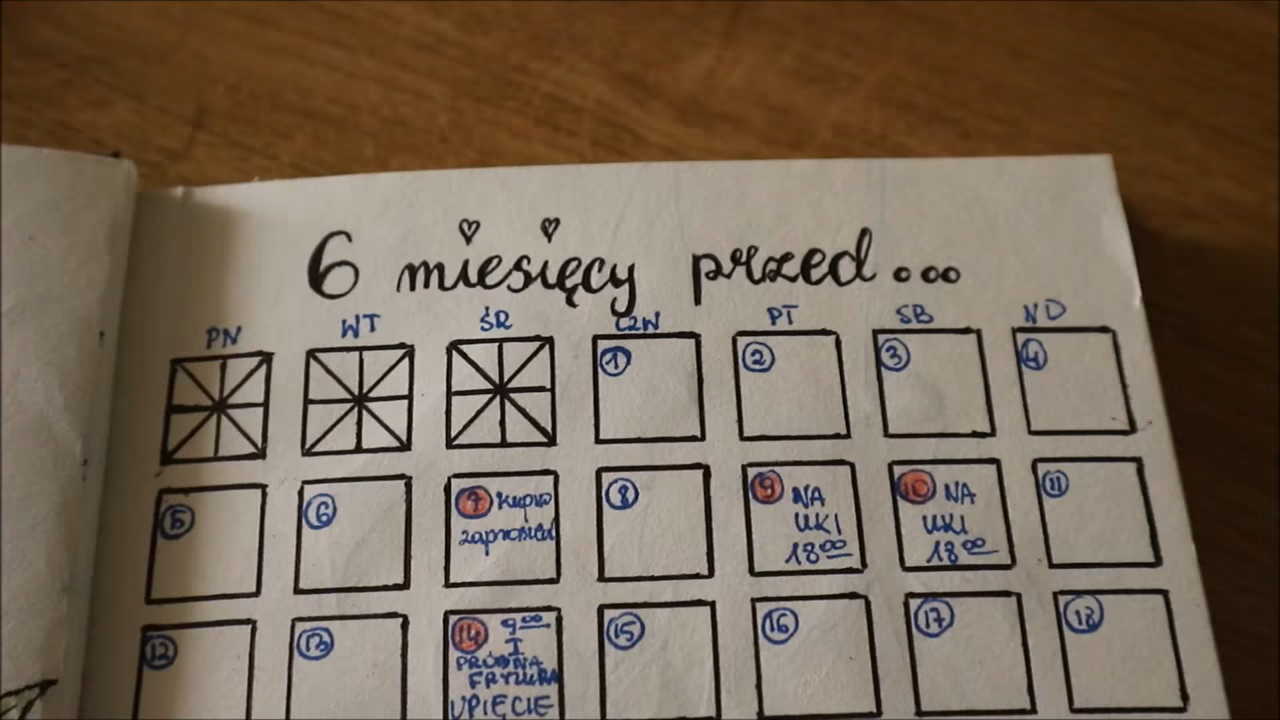 6 miesięcy przed...
PN WT ŚR CZW PT SB ND
1 2 3 4
5 6 7 Kupno 8 9 NA 10 NA 11
zaproszeń UKI UKI
18⁰⁰ 18⁰⁰
12 13 14 9⁰⁰ 15 16 17 18
I
PRÓBNA
FRYZURA
UPIĘCIE